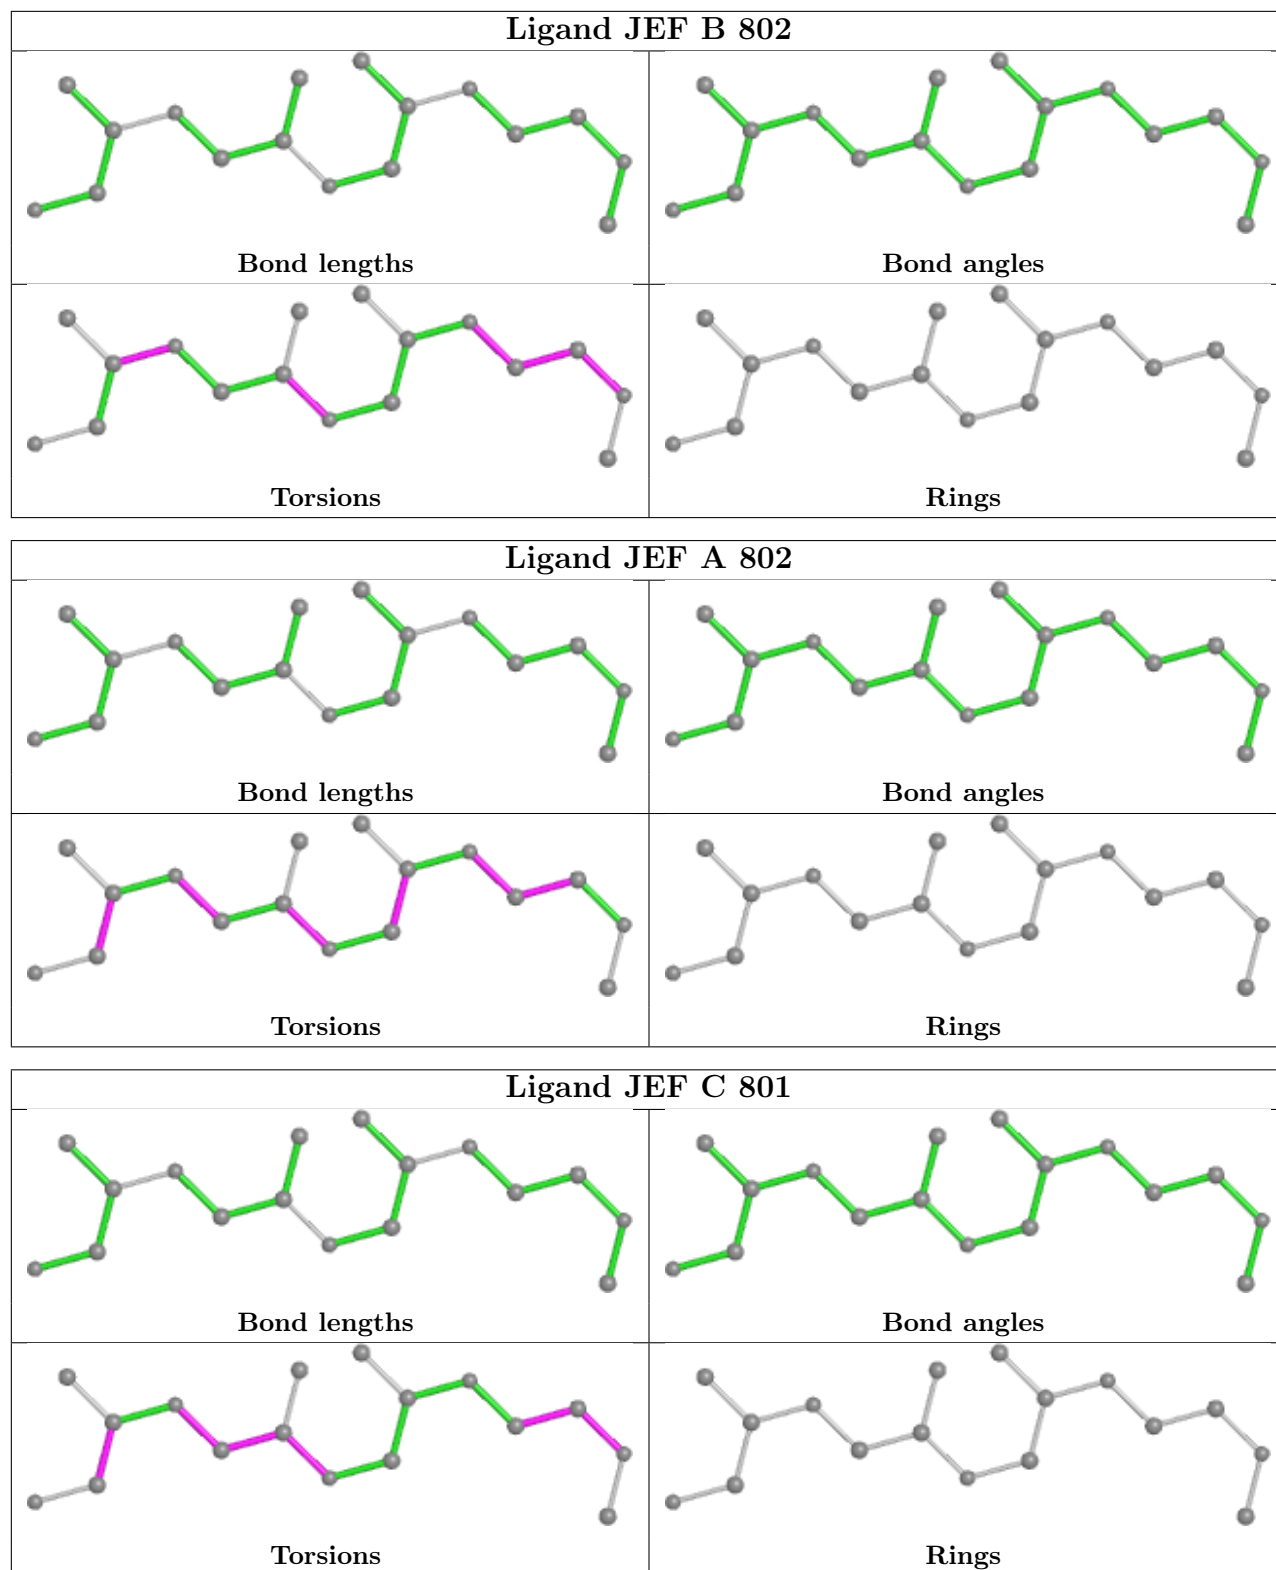 Ligand JEF B 802
Bond lengths
Bond angles
Torsions
Rings
Ligand JEF A 802
Bond lengths
Bond angles
Torsions
Rings
Ligand JEF C 801
Bond lengths
Bond angles
Torsions
Rings